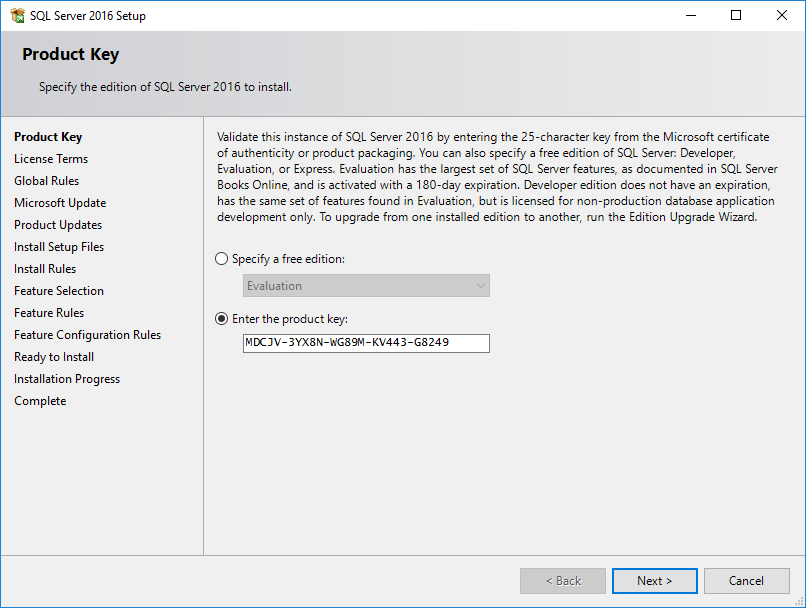 SQL Server 2016 Setup
Product Key
Specify the edition of SQL Server 2016 to install.
Product Key
License Terms
Global Rules
Microsoft Update
Product Updates
Install Setup Files
Install Rules
Feature Selection
Feature Rules
Feature Configuration Rules
Ready to Install
Installation Progress
Complete
Validate this instance of SQL Server 2016 by entering the 25-character key from the Microsoft certificate
of authenticity or product packaging. You can also specify a free edition of SQL Server: Developer,
Evaluation, or Express. Evaluation has the largest set of SQL Server features, as documented in SQL Server
Books Online, and is activated with a 180-day expiration. Developer edition does not have an expiration,
has the same set of features found in Evaluation, but is licensed for non-production database application
development only. To upgrade from one installed edition to another, run the Edition Upgrade Wizard.
Specify a free edition:
Evaluation
Enter the product key:
MDCJV-3YX8N-WG89M-KV443-G8249
< Back
Next >
Cancel